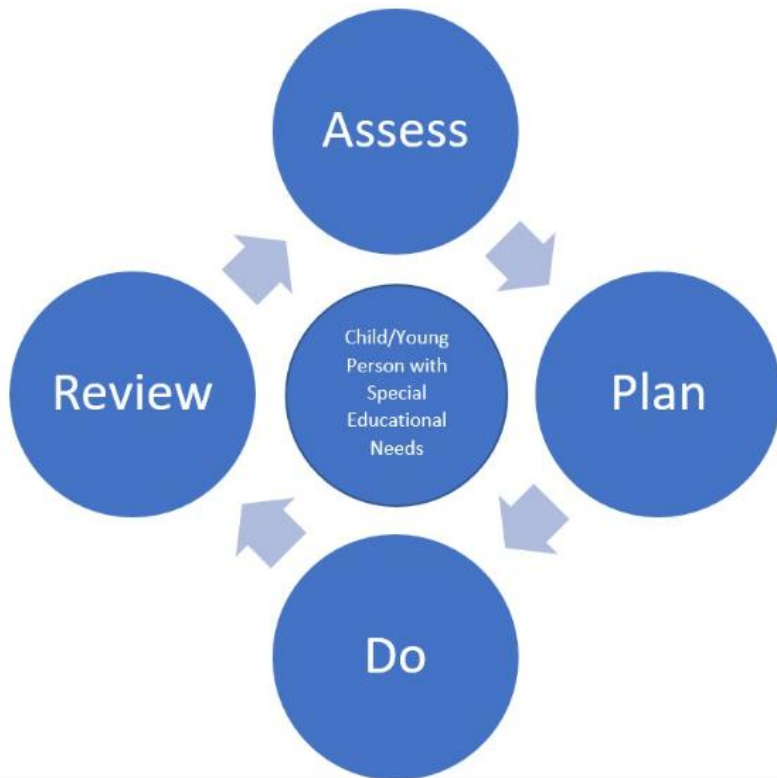 Assess
Review
Child/Young
Person with
Special
Educational
Needs
Plan
Do